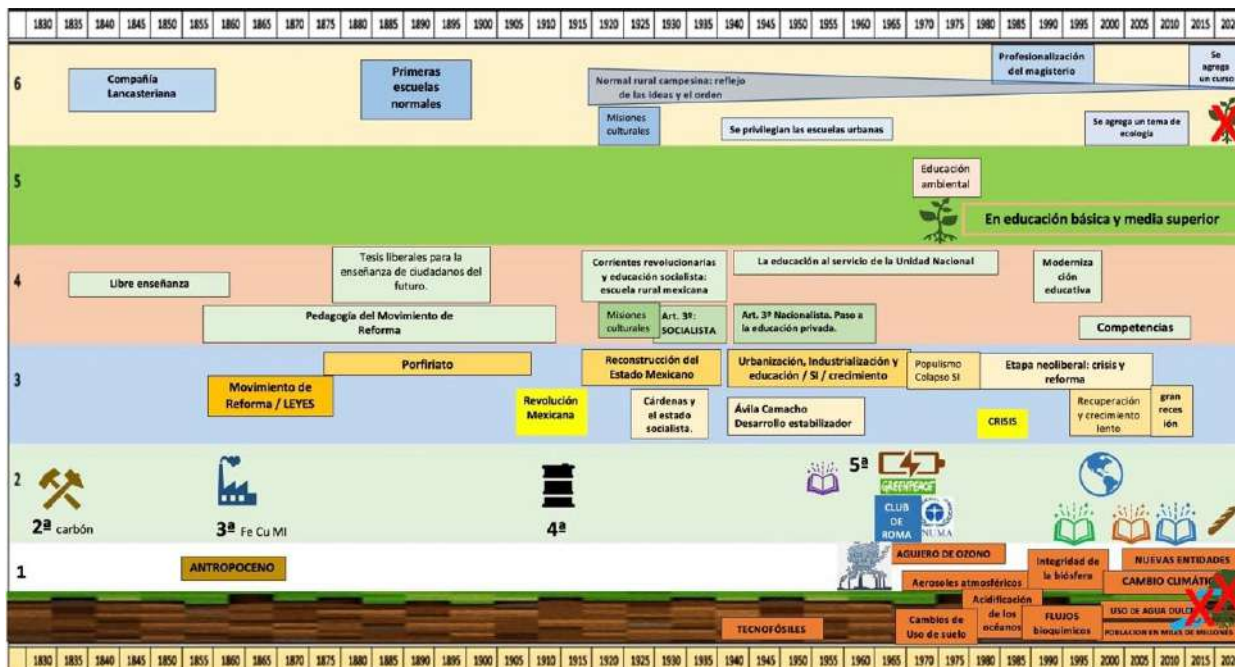 1830 1835 1840 1845 1850 1855 1860 1865 1870 1875 1880 1885 1890 1895 1900 1905 1910 1915 1920 1925 1930 1935 1940 1945 1950 1955 1960 1965 1970 1975 1980 1985 1990 1995 2000 2005 2010 2015 202
6
Compañía
Lancasteriana
Primeras
escuelas
normales
Normal rural campesina: reflejo
de las ideas y el orden
Misiones
culturales
Se privilegian las escuelas urbanas
Profesionalización
del magisterio
Se agrega un tema de
ecología
Se
agrega
un curso
5
Educación
ambiental
En educación básica y media superior
4
Libre enseñanza
Tesis liberales para la
enseñanza de ciudadanos del
futuro.
Pedagogía del Movimiento de
Reforma
Corrientes revolucionarias
y educación socialista:
escuela rural mexicana
Misiones
culturales
Art. 3º:
SOCIALISTA
La educación al servicio de la Unidad Nacional
Art. 3º Nacionalista. Paso a
la educación privada.
Moderniza
ción
educativa
Competencias
3
Movimiento de
Reforma / LEYES
Porfiriato
Revolución
Mexicana
Reconstrucción del
Estado Mexicano
Cárdenas y
el estado
socialista.
Urbanización, Industrialización y
educación / SI / crecimiento
Ávila Camacho
Desarrollo estabilizador
Populismo
Colapso SI
Etapa neoliberal: crisis y
reforma
CRISIS
Recuperación
y crecimiento
lento.
gran
rece
sión
2
2ª carbón
3ª Fe Cu MI
4ª
5ª
GREENPEACE
CLUB
DE
ROMA
NUMA
1
ANTROPOCENO
TECNOFÓSILES
AGUJERO DE OZONO
Aerosoles atmosféricos
Cambios de
Uso de suelo
Acidificación
de los
océanos
Integridad de
la biósfera
FLUJOS
bioquímicos
NUEVAS ENTIDADES
CAMBIO CLIMÁTIC
USO DE AGUA DULCE
POBLACION EN MILES DE MILLONES
1830 1835 1840 1845 1850 1855 1860 1865 1870 1875 1880 1885 1890 1895 1900 1905 1910 1915 1920 1925 1930 1935 1940 1945 1950 1955 1960 1965 1970 1975 1980 1985 1990 1995 2000 2005 2010 2015 202